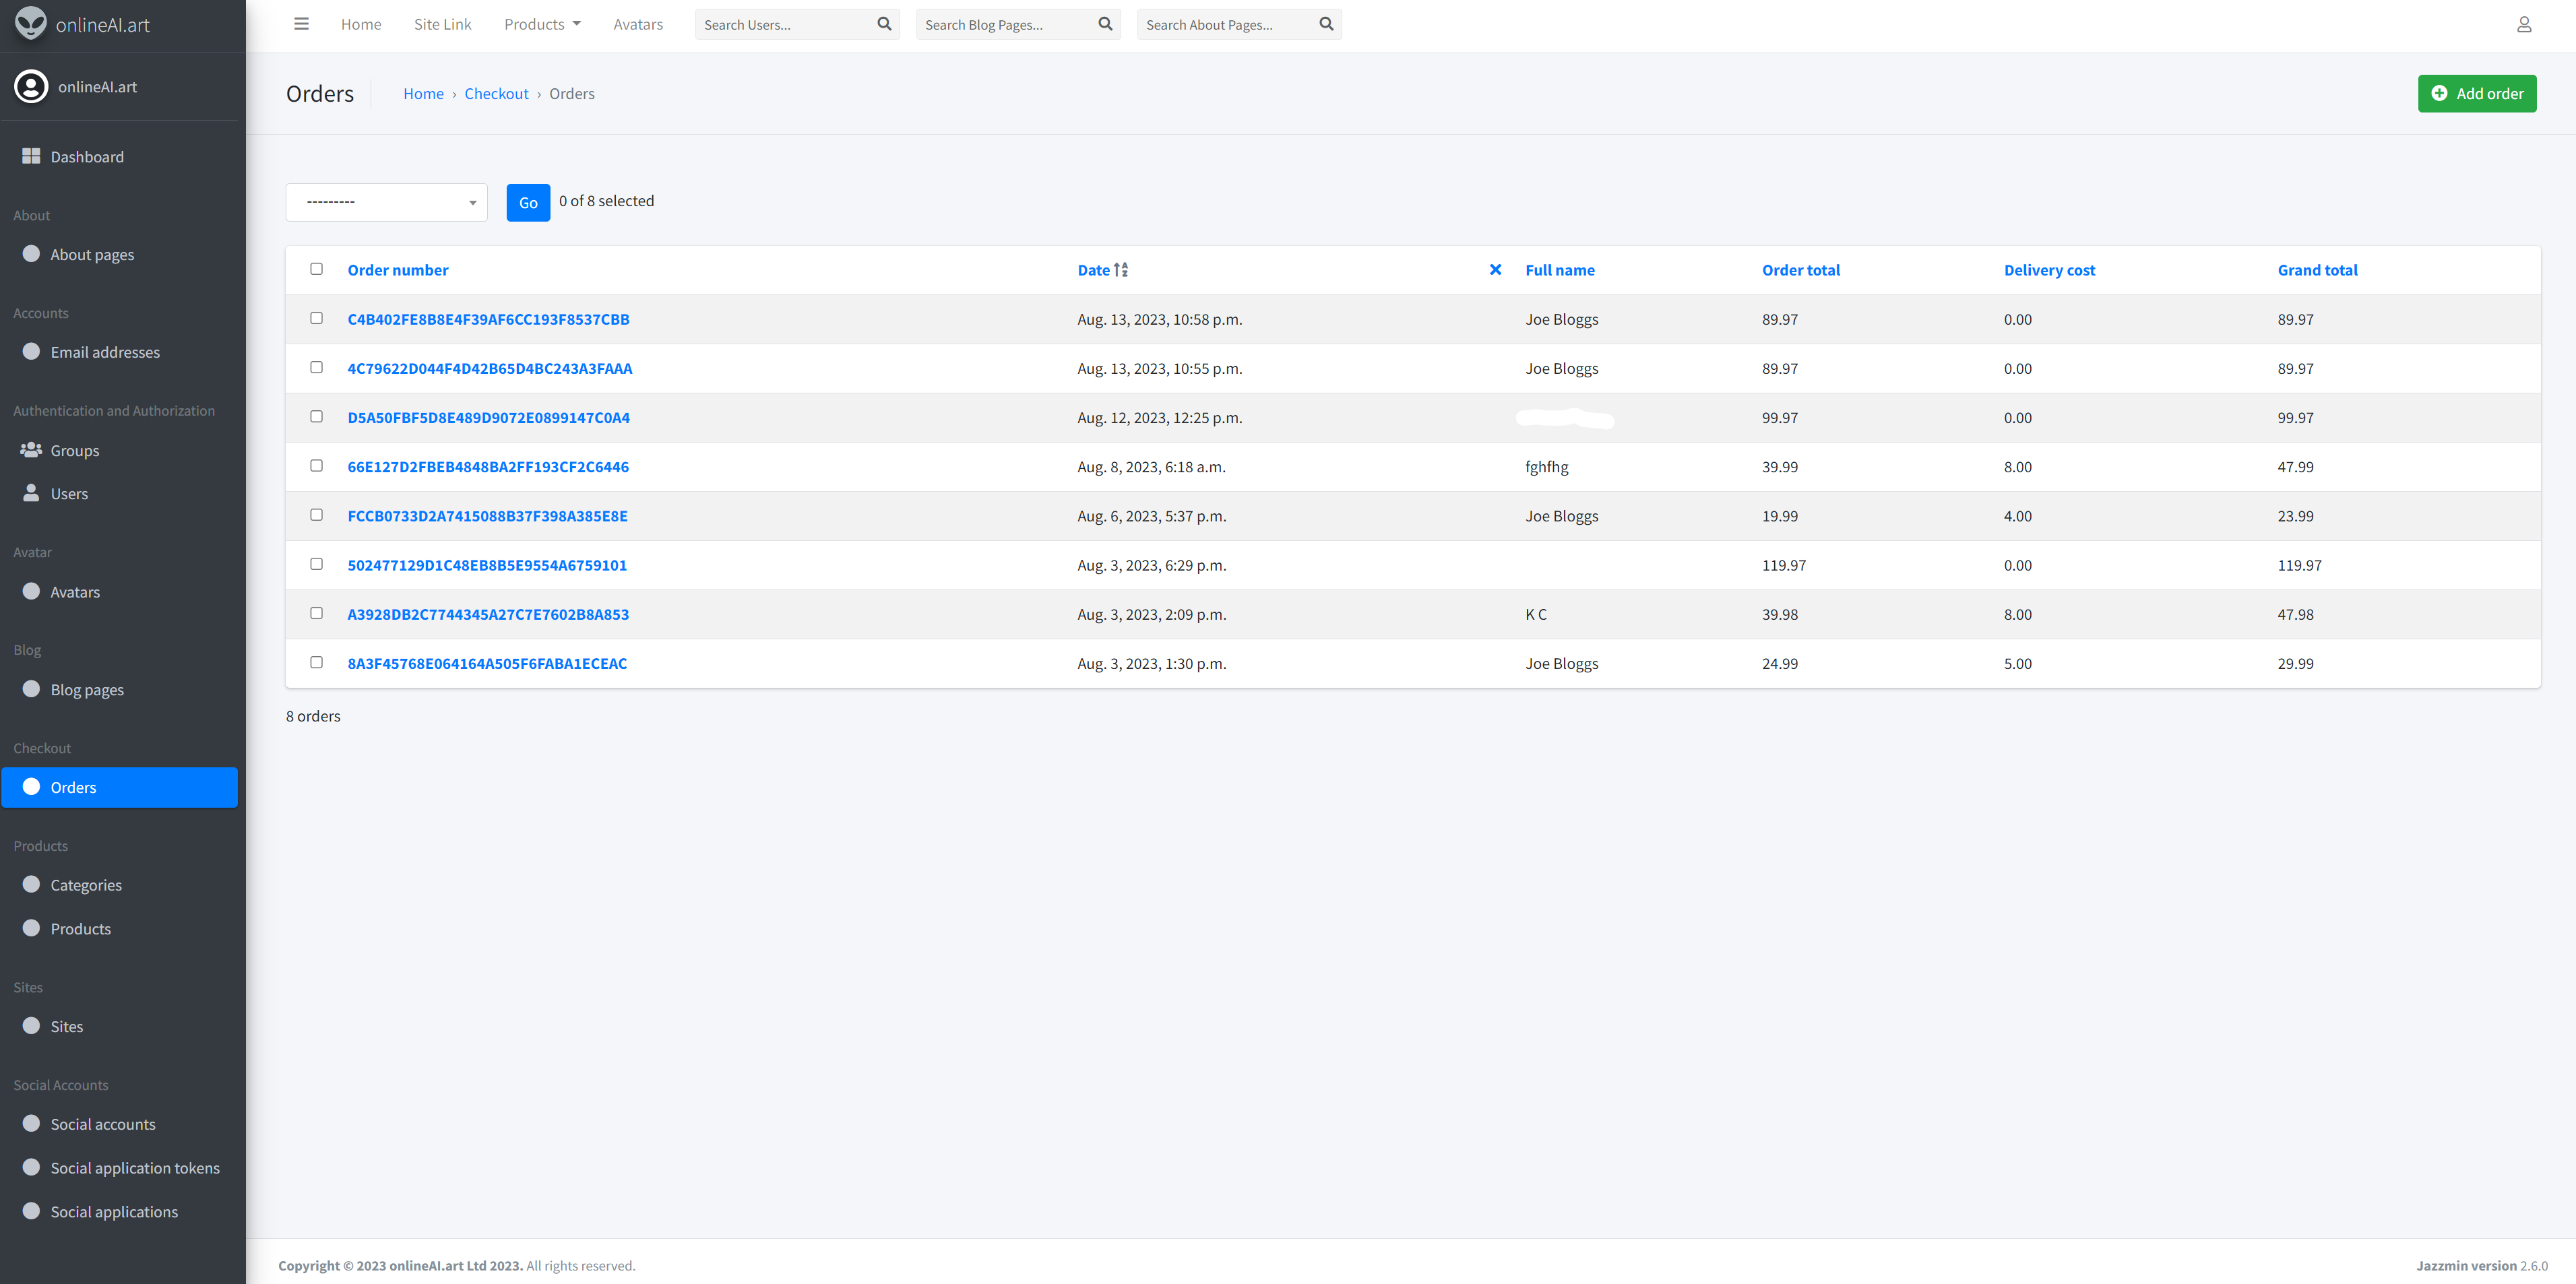 onlineAI.art
Home Site Link Products Avatars Search Users... Search Blog Pages... Search About Pages...
onlineAI.art
Orders Home › Checkout › Orders Add order
Dashboard
--------- Go 0 of 8 selected
About
About pages
Accounts
Email addresses
Authentication and Authorization
Groups
Users
Avatar
Avatars
Blog
Blog pages
Checkout
Orders
Products
Categories
Products
Sites
Sites
Social Accounts
Social accounts
Social application tokens
Social applications
Order number Date Full name Order total Delivery cost Grand total
C4B402FE8B8E4F39AF6CC193F8537CBB Aug. 13, 2023, 10:58 p.m. Joe Bloggs 89.97 0.00 89.97
4C79622D044F4D42B65D4BC243A3FAAA Aug. 13, 2023, 10:55 p.m. Joe Bloggs 89.97 0.00 89.97
D5A50FBF5D8E489D9072E0899147C0A4 Aug. 12, 2023, 12:25 p.m. 99.97 0.00 99.97
66E127D2FBEB4848BA2FF193CF2C6446 Aug. 8, 2023, 6:18 a.m. fghfhg 39.99 8.00 47.99
FCCB0733D2A7415088B37F398A385E8E Aug. 6, 2023, 5:37 p.m. Joe Bloggs 19.99 4.00 23.99
502477129D1C48EB8B5E9554A6759101 Aug. 3, 2023, 6:29 p.m. 119.97 0.00 119.97
A3928DB2C7744345A27C7E7602B8A853 Aug. 3, 2023, 2:09 p.m. K C 39.98 8.00 47.98
8A3F45768E064164A505F6FABA1ECEAC Aug. 3, 2023, 1:30 p.m. Joe Bloggs 24.99 5.00 29.99
8 orders
Copyright © 2023 onlineAI.art Ltd 2023. All rights reserved. Jazzmin version 2.6.0